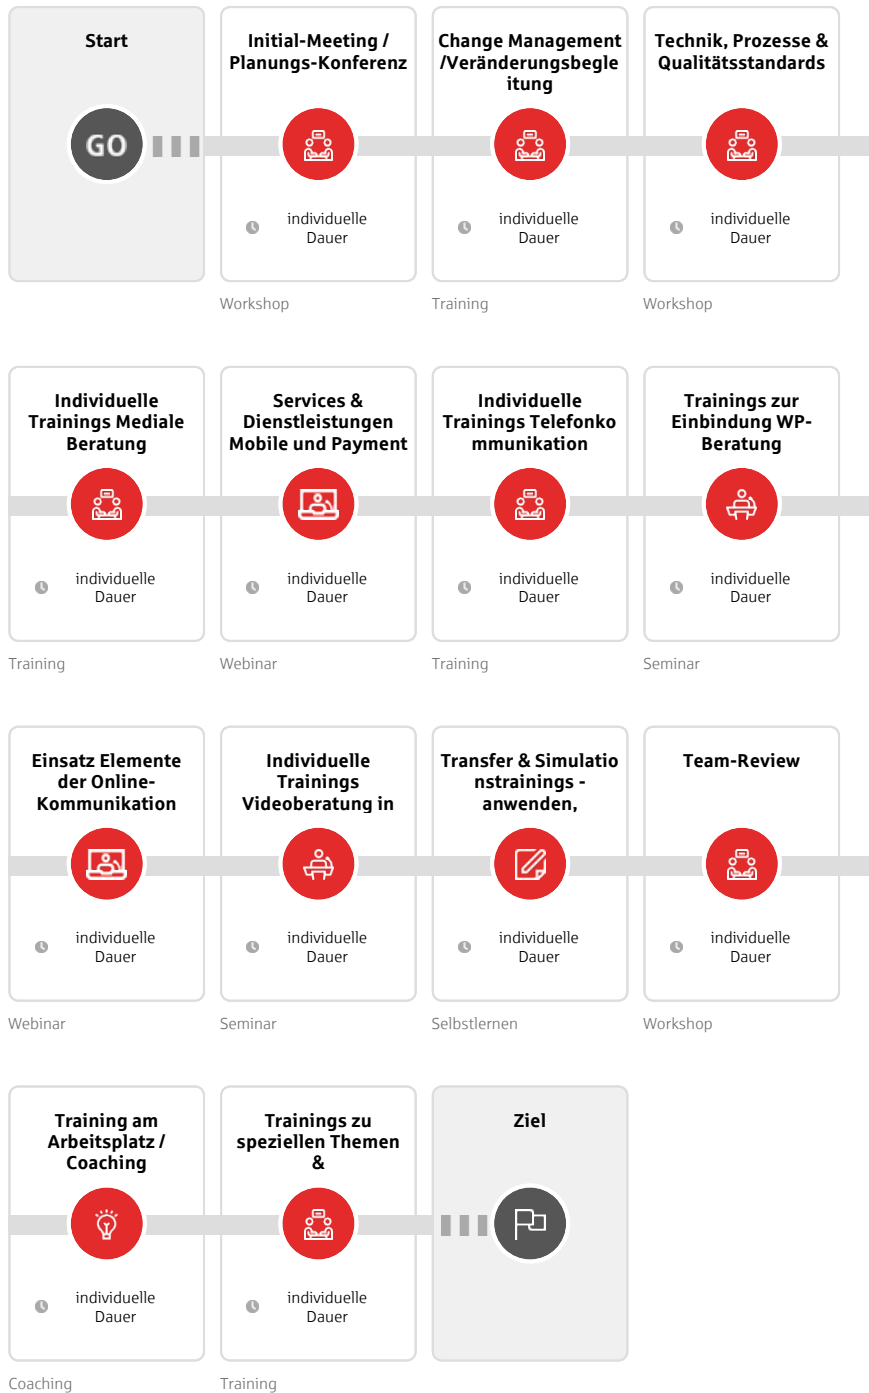 Start
GO
Initial-Meeting /
Planungs-Konferenz
individuelle
Dauer
Workshop
Change Management
/Veränderungsbegle
itung
individuelle
Dauer
Training
Technik, Prozesse &
Qualitätsstandards
individuelle
Dauer
Workshop
Individuelle
Trainings Mediale
Beratung
individuelle
Dauer
Training
Services &
Dienstleistungen
Mobile und Payment
individuelle
Dauer
Webinar
Individuelle
Trainings Telefonko
mmunikation
individuelle
Dauer
Training
Trainings zur
Einbindung WP-
Beratung
individuelle
Dauer
Seminar
Einsatz Elemente
der Online-
Kommunikation
individuelle
Dauer
Webinar
Individuelle
Trainings
Videoberatung in
individuelle
Dauer
Seminar
Transfer & Simulatio
nstrainings -
anwenden,
individuelle
Dauer
Selbstlernen
Team-Review
individuelle
Dauer
Workshop
Training am
Arbeitsplatz /
Coaching
individuelle
Dauer
Coaching
Trainings zu
speziellen Themen
&
individuelle
Dauer
Training
Ziel